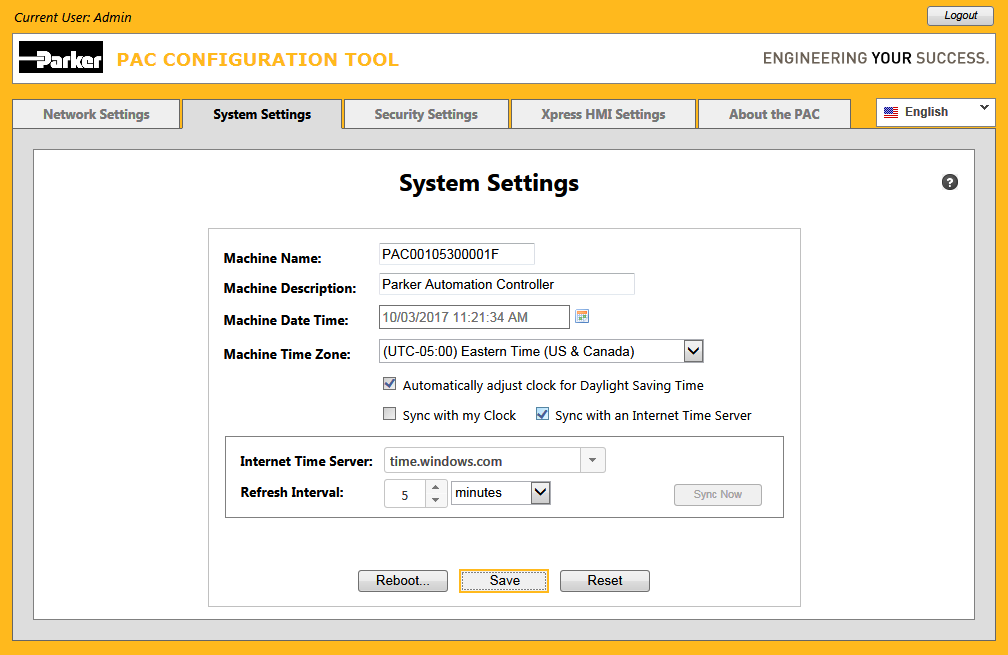 Current User: Admin
Logout
Parker
PAC CONFIGURATION TOOL
ENGINEERING YOUR SUCCESS.
Network Settings
System Settings
Security Settings
Xpress HMI Settings
About the PAC
English
System Settings
?
Machine Name: PAC00105300001F
Machine Description: Parker Automation Controller
Machine Date Time: 10/03/2017 11:21:34 AM
Machine Time Zone: (UTC-05:00) Eastern Time (US & Canada)
Automatically adjust clock for Daylight Saving Time
Sync with my Clock Sync with an Internet Time Server
Internet Time Server: time.windows.com
Refresh Interval: 5 minutes Sync Now
Reboot... Save Reset